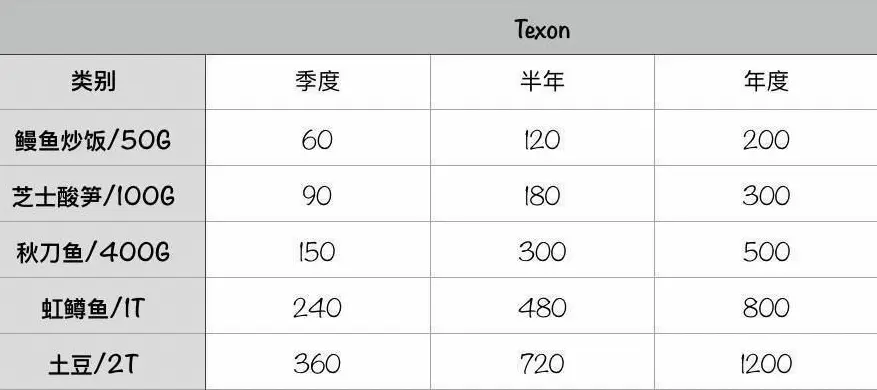 Texon
类别 季度 半年 年度
鳗鱼炒饭/50G 60 120 200
芝士酸笋/100G 90 180 300
秋刀鱼/400G 150 300 500
虹鳟鱼/1T 240 480 800
土豆/2T 360 720 1200